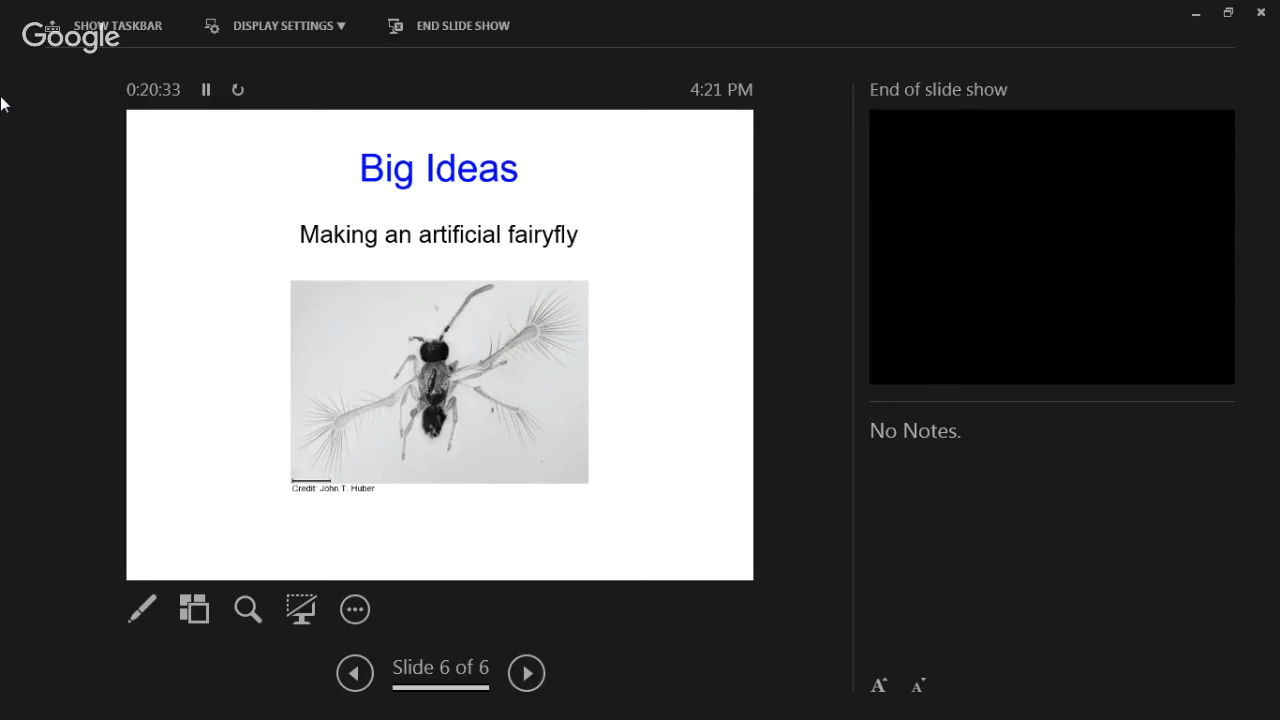 SHOW TASKBAR
DISPLAY SETTINGS ▼
END SLIDE SHOW
Google
0:20:33
4:21 PM
End of slide show
Big Ideas
Making an artificial fairyfly
Credit: John T. Huber
No Notes.
Slide 6 of 6
A A